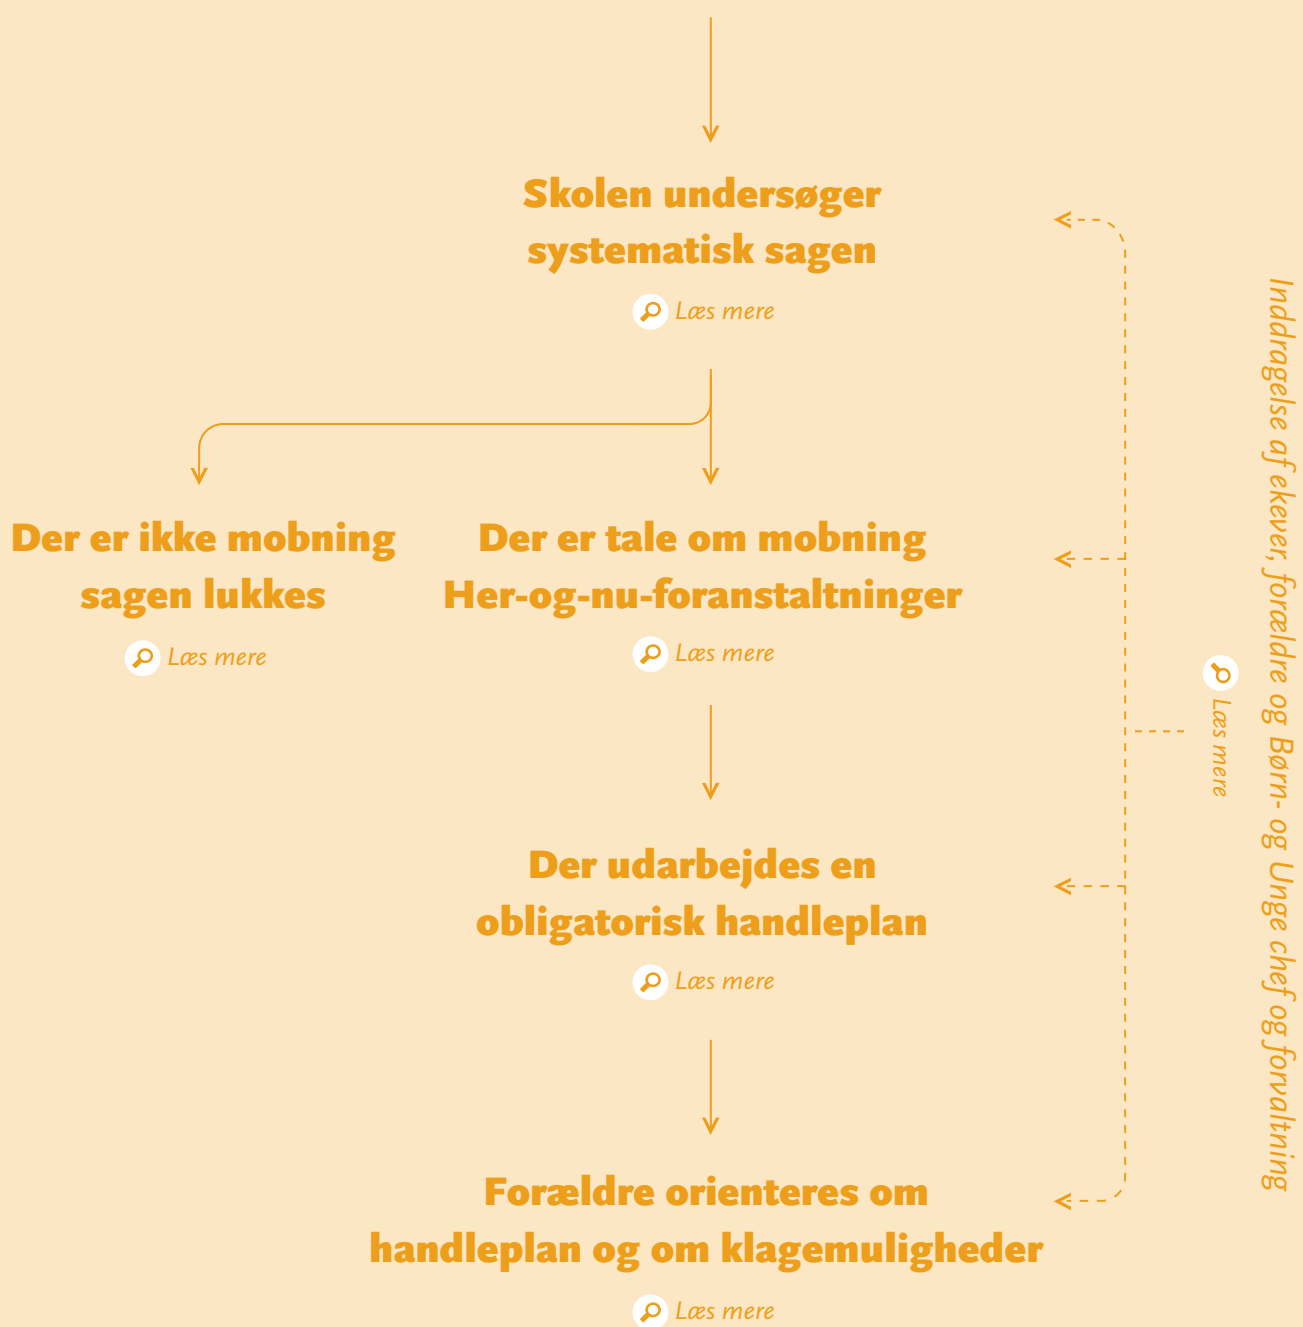 Skolen undersøger
systematisk sagen
Læs mere
Der er ikke mobning
sagen lukkes
Læs mere
Der er tale om mobning
Her-og-nu-foranstaltninger
Læs mere
Der udarbejdes en
obligatorisk handleplan
Læs mere
Forældre orienteres om
handleplan og om klagemuligheder
Læs mere
Inddragelse af ekever, forældre og Børn- og Unge chef og forvaltning
Læs mere